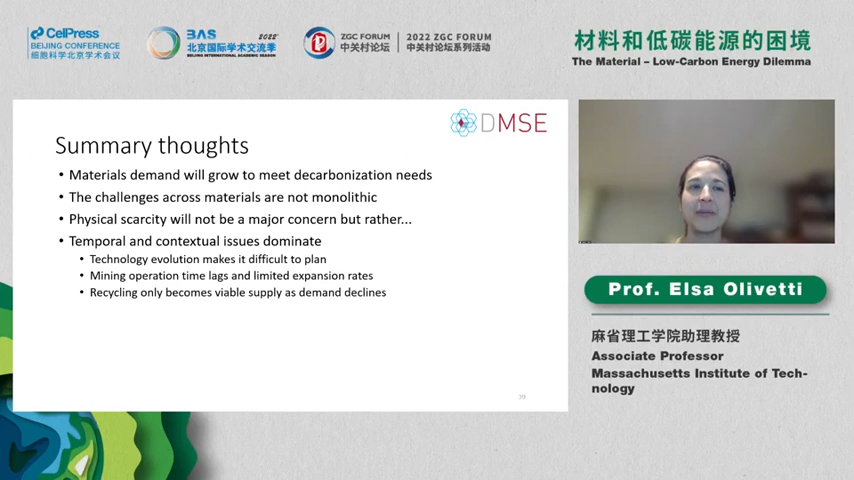 CellPress
BEIJING CONFERENCE
细胞科学北京学术会议
BAS 2022
北京国际学术交流季
BEIJING INTERNATIONAL ACADEMIC SEASON
ZGC FORUM
中关村论坛
2022 ZGC FORUM
中关村论坛系列活动
材料和低碳能源的困境
The Material – Low-Carbon Energy Dilemma
DMSE
Summary thoughts
• Materials demand will grow to meet decarbonization needs
• The challenges across materials are not monolithic
• Physical scarcity will not be a major concern but rather...
• Temporal and contextual issues dominate
• Technology evolution makes it difficult to plan
• Mining operation time lags and limited expansion rates
• Recycling only becomes viable supply as demand declines
39
Prof. Elsa Olivetti
麻省理工学院助理教授
Associate Professor
Massachusetts Institute of Tech-
nology